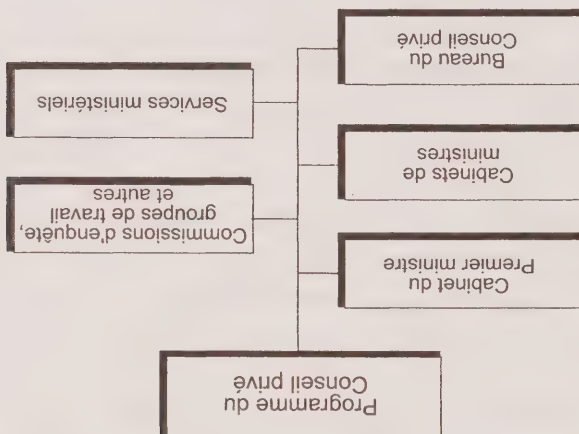 Programme du
Conseil privé
Cabinet du
Premier ministre
Commissions d'enquête,
groupes de travail
et autres
Cabinets de
ministres
Services ministériels
Bureau du
Conseil privé